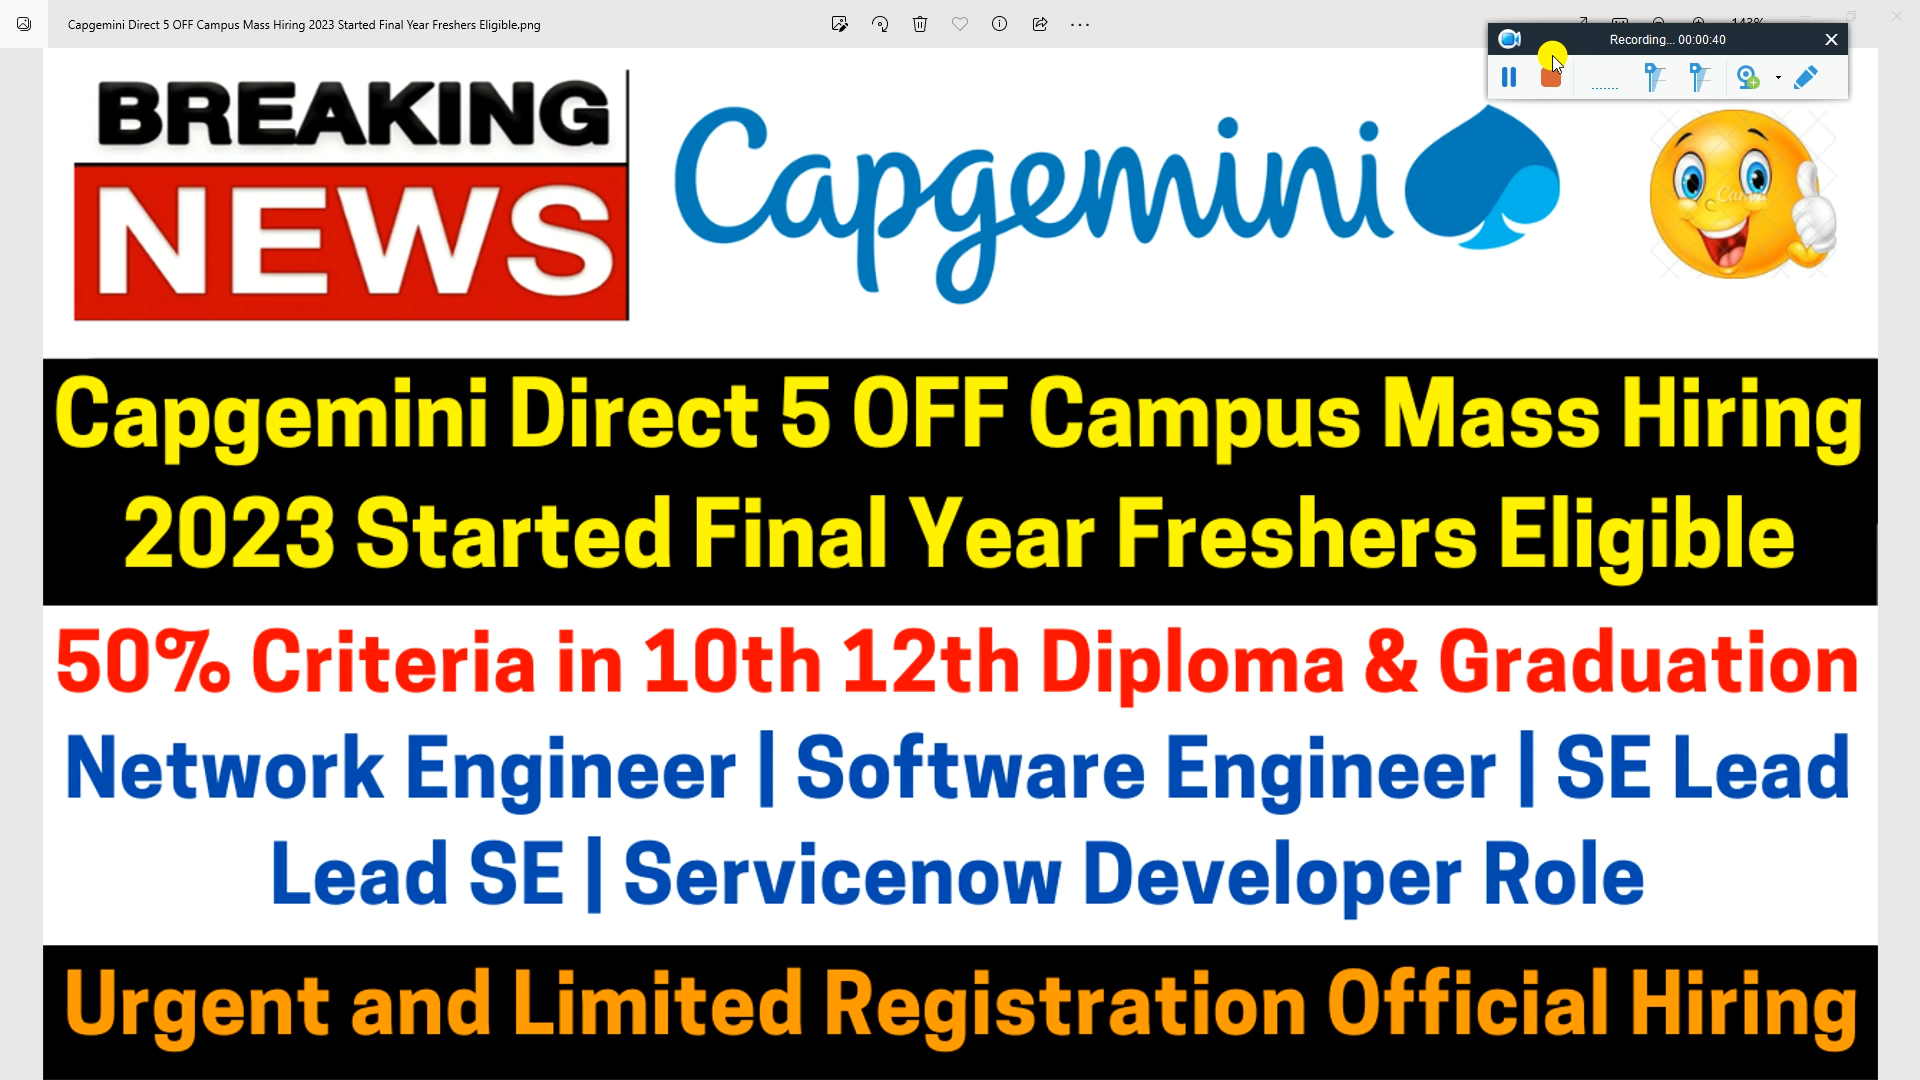 Capgemini Direct 5 OFF Campus Mass Hiring 2023 Started Final Year Freshers Eligible.png
Recording... 00:00:40
BREAKING
NEWS
Capgemini
Canva
Capgemini Direct 5 OFF Campus Mass Hiring
2023 Started Final Year Freshers Eligible
50% Criteria in 10th 12th Diploma & Graduation
Network Engineer | Software Engineer | SE Lead
Lead SE | Servicenow Developer Role
Urgent and Limited Registration Official Hiring